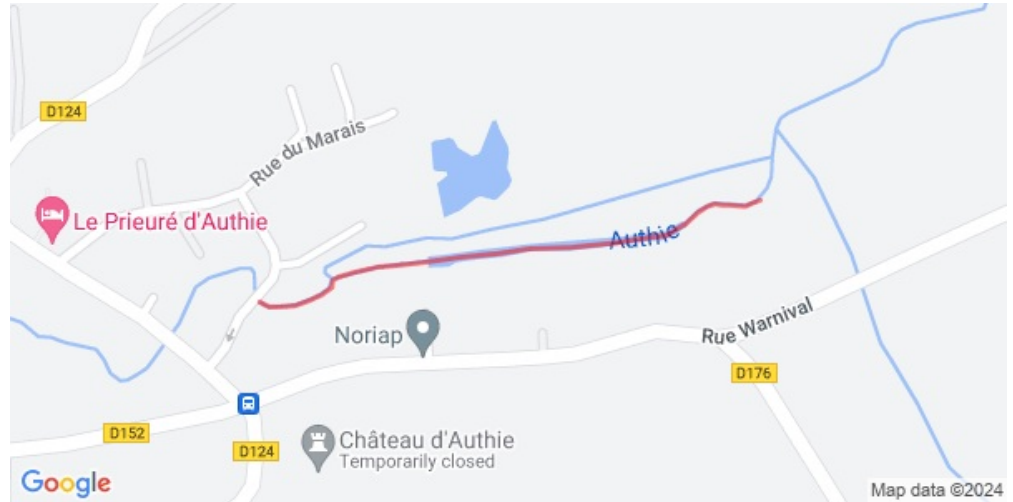 D124
Rue du Marais
Le Prieuré d'Authie
Authie
Noriap
Rue Warnival
D176
D152
D124
Château d'Authie
Temporarily closed
Google
Map data ©2024